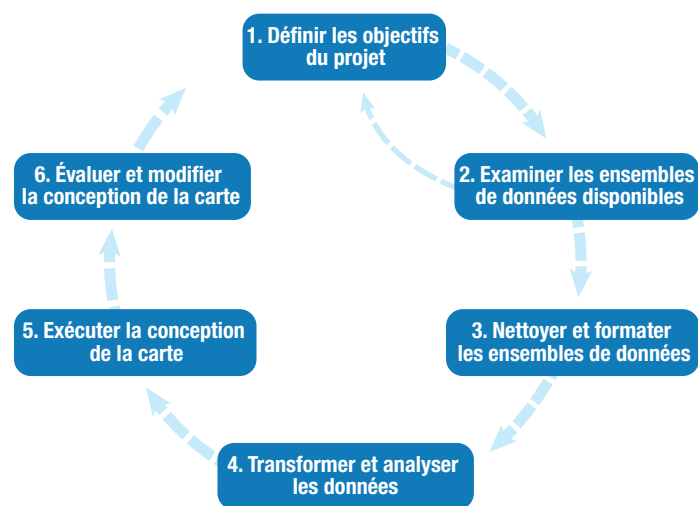 1. Définir les objectifs
du projet
2. Examiner les ensembles
de données disponibles
3. Nettoyer et formater
les ensembles de données
4. Transformer et analyser
les données
5. Exécuter la conception
de la carte
6. Évaluer et modifier
la conception de la carte